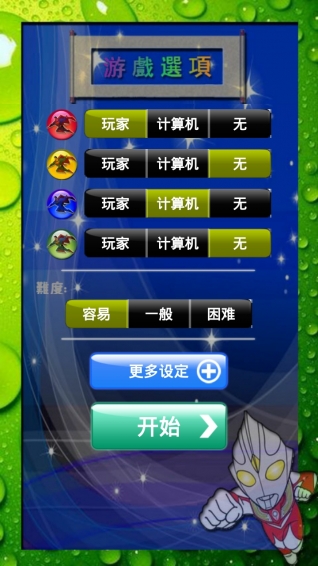 游戲選項
玩家 计算机 无
玩家 计算机 无
玩家 计算机 无
玩家 计算机 无
難度:
容易 一般 困难
更多设定
开始